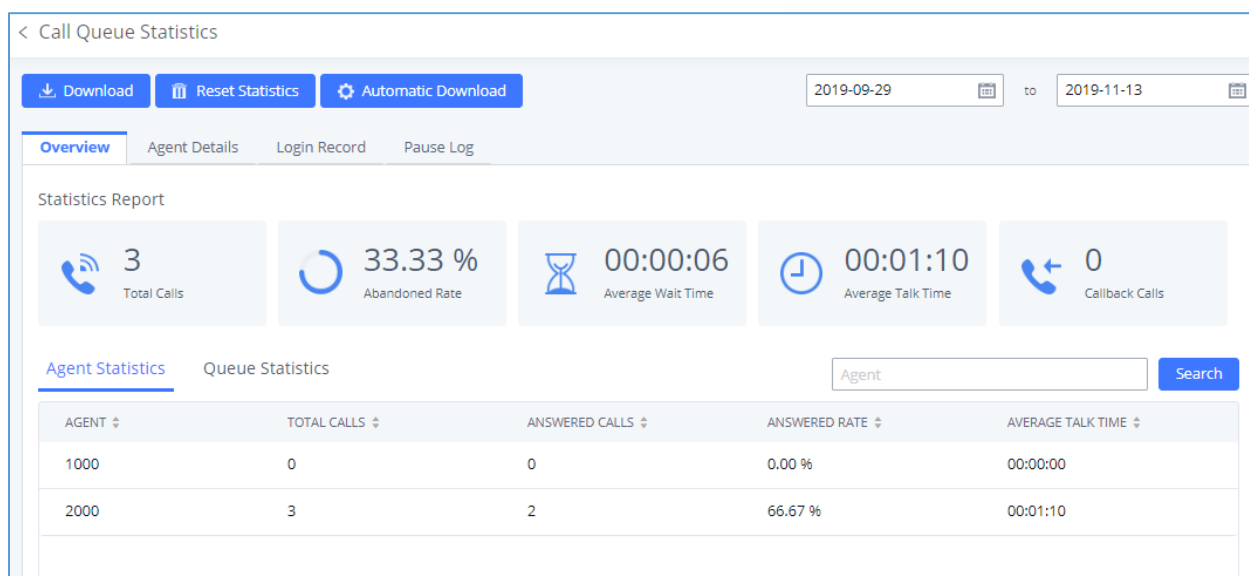 < Call Queue Statistics
Download Reset Statistics Automatic Download 2019-09-29 to 2019-11-13
Overview Agent Details Login Record Pause Log
Statistics Report
3 33.33 % 00:00:06 00:01:10 0
Total Calls Abandoned Rate Average Wait Time Average Talk Time Callback Calls
Agent Statistics Queue Statistics Agent Search
AGENT TOTAL CALLS ANSWERED CALLS ANSWERED RATE AVERAGE TALK TIME
1000 0 0 0.00 % 00:00:00
2000 3 2 66.67 % 00:01:10